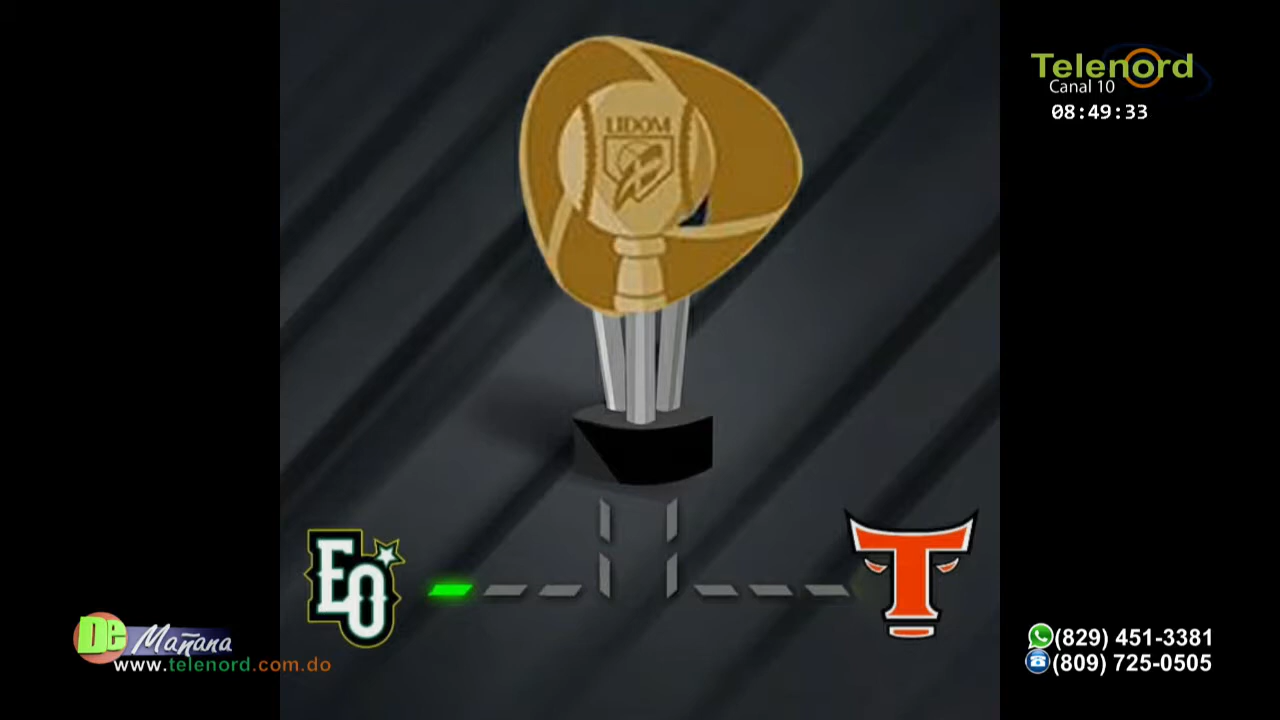 LIDOM
Telenord
Canal 10
08:49:33
EO
T
De Mañana
www.telenord.com.do
(829) 451-3381
(809) 725-0505